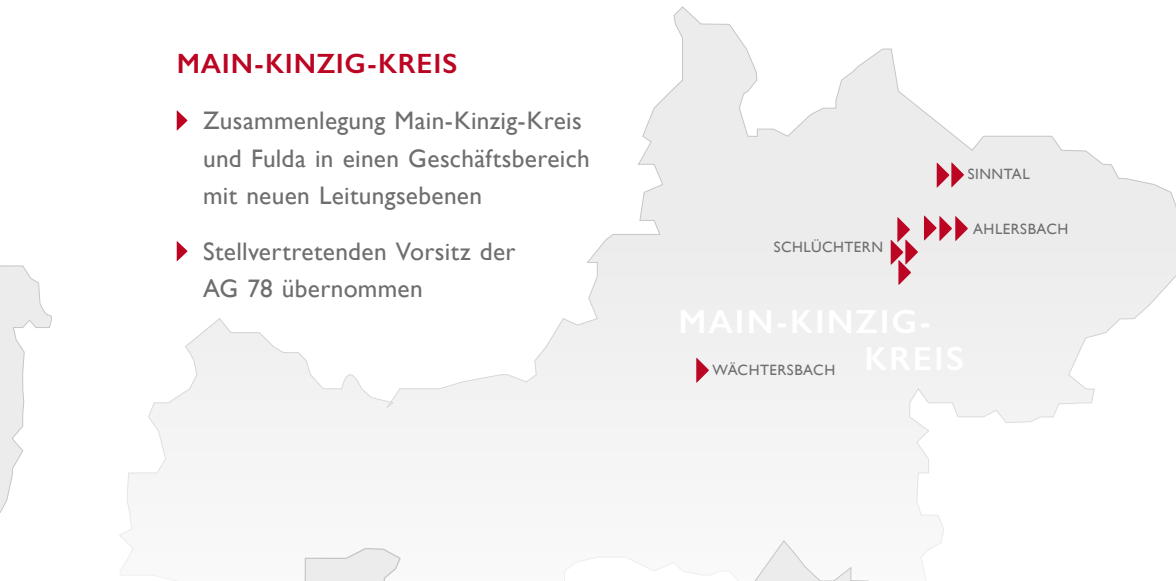 MAIN-KINZIG-KREIS
Zusammenlegung Main-Kinzig-Kreis
und Fulda in einen Geschäftsbereich
mit neuen Leitungsebenen
Stellvertretenden Vorsitz der
AG 78 übernommen
SINNTAL
AHLERSBACH
SCHLÜCHTERN
MAIN-KINZIG-
KREIS
WÄCHTERSBACH